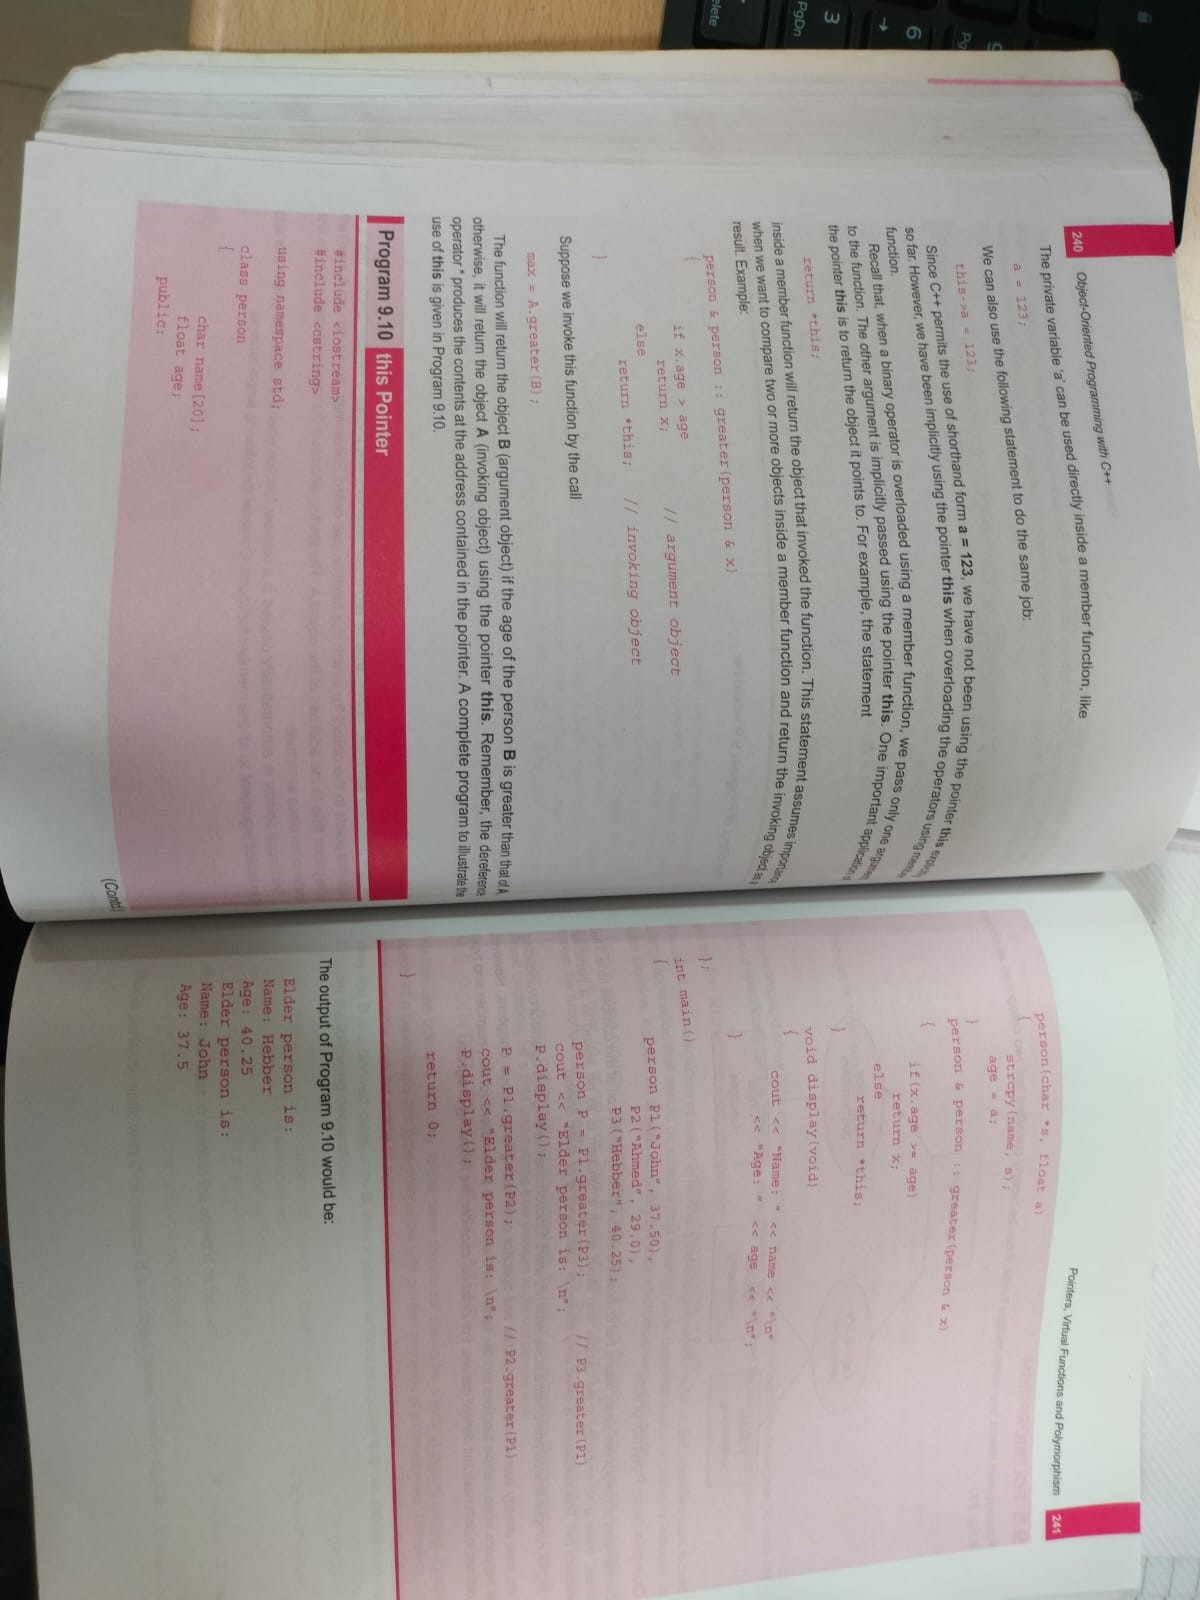 240
Object-Oriented Programming with C++
The private variable 'a' can be used directly inside a member function, like
a = 123;
We can also use the following statement to do the same job:
this->a = 123;
Since C++ permits the use of shorthand form a = 123, we have not been using the pointer this explicitly
so far. However, we have been implicitly using the pointer this when overloading the operators using member
function.
Recall that, when a binary operator is overloaded using a member function, we pass only one argument
to the function. The other argument is implicitly passed using the pointer this. One important application of
the pointer this is to return the object it points to. For example, the statement
return *this;
inside a member function will return the object that invoked the function. This statement assumes importance
when we want to compare two or more objects inside a member function and return the invoking object as a
result. Example:
person & person :: greater(person & x)
{
if x.age > age
return x; // argument object
else
return *this; // invoking object
}
Suppose we invoke this function by the call
max = A.greater(B);
The function will return the object B (argument object) if the age of the person B is greater than that of A
otherwise, it will return the object A (invoking object) using the pointer this. Remember, the dereference
operator * produces the contents at the address contained in the pointer. A complete program to illustrate the
use of this is given in Program 9.10.
Program 9.10 this Pointer
#include <iostream>
#include <cstring>
using namespace std;
class person
{
char name[20];
float age;
public:
(Contd)
Pointers, Virtual Functions and Polymorphism
241
person(char *s, float a)
{
strcpy(name, s);
age = a;
}
person & person :: greater(person & x)
{
if(x.age >= age)
return x;
else
return *this;
}
void display(void)
{
cout << "Name: " << name << "\n"
<< "Age: " << age << "\n";
}
};
int main()
{
person P1("John", 37.50),
P2("Ahmed", 29.0),
P3("Hebber", 40.25);
person P = P1.greater(P3); // P3.greater(P1)
cout << "Elder person is: \n";
P.display();
P = P1.greater(P2); // P2.greater(P1)
cout << "Elder person is: \n";
P.display();
return 0;
}
The output of Program 9.10 would be:
Elder person is:
Name: Hebber
Age: 40.25
Elder person is:
Name: John
Age: 37.5
6
3
PgDn